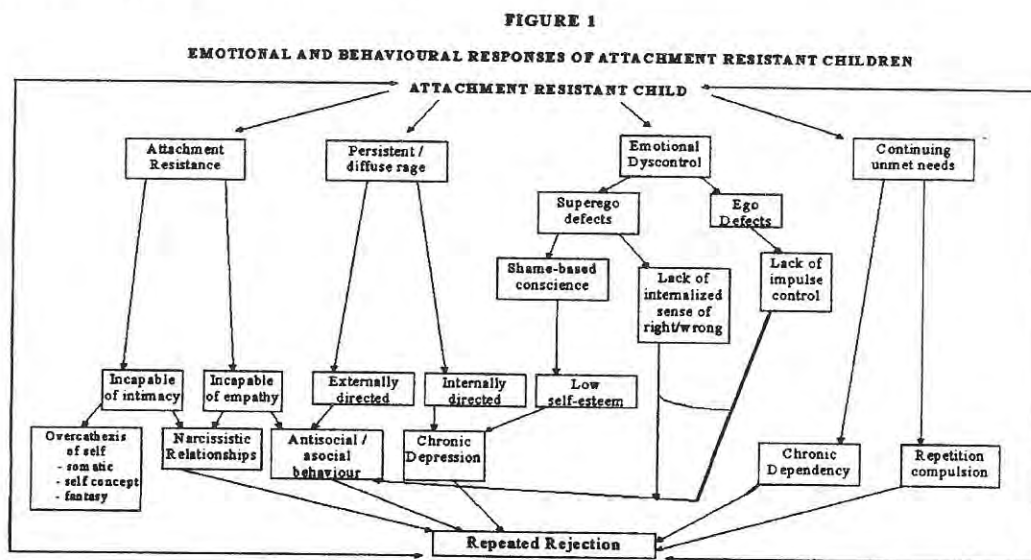 FIGURE 1
EMOTIONAL AND BEHAVIOURAL RESPONSES OF ATTACHMENT RESISTANT CHILDREN
ATTACHMENT RESISTANT CHILD
Attachment
Resistance
Persistent /
diffuse rage
Emotional
Dyscontrol
Continuing
unmet needs
Superego
defects
Ego
Defects
Shame-based
conscience
Lack of
internalized
sense of
right/wrong
Lack of
impulse
control
Incapable
of intimacy
Incapable
of empathy
Externally
directed
Internally
directed
Low
self-esteem
Overcathexis
of self
- somatic
- self concept
- fantasy
Narcissistic
Relationships
Antisocial /
asocial
behaviour
Chronic
Depression
Chronic
Dependency
Repetition
compulsion
Repeated Rejection